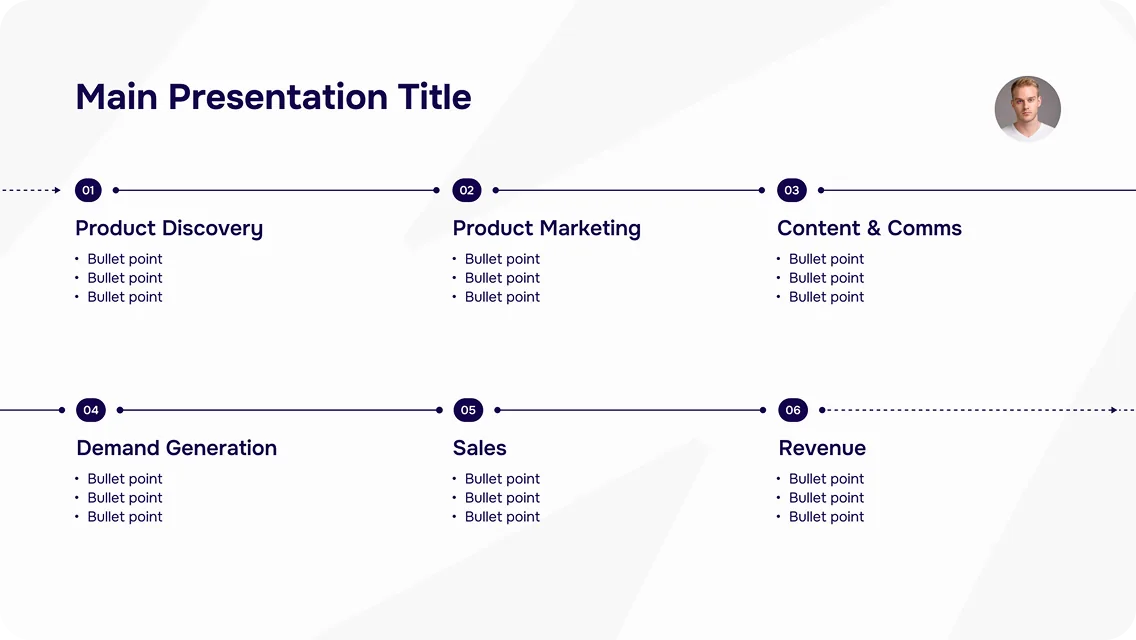 Main Presentation Title
01
02
03
Product Discovery
Product Marketing
Content & Comms
• Bullet point
• Bullet point
• Bullet point
• Bullet point
• Bullet point
• Bullet point
• Bullet point
• Bullet point
• Bullet point
04
05
06
Demand Generation
Sales
Revenue
• Bullet point
• Bullet point
• Bullet point
• Bullet point
• Bullet point
• Bullet point
• Bullet point
• Bullet point
• Bullet point